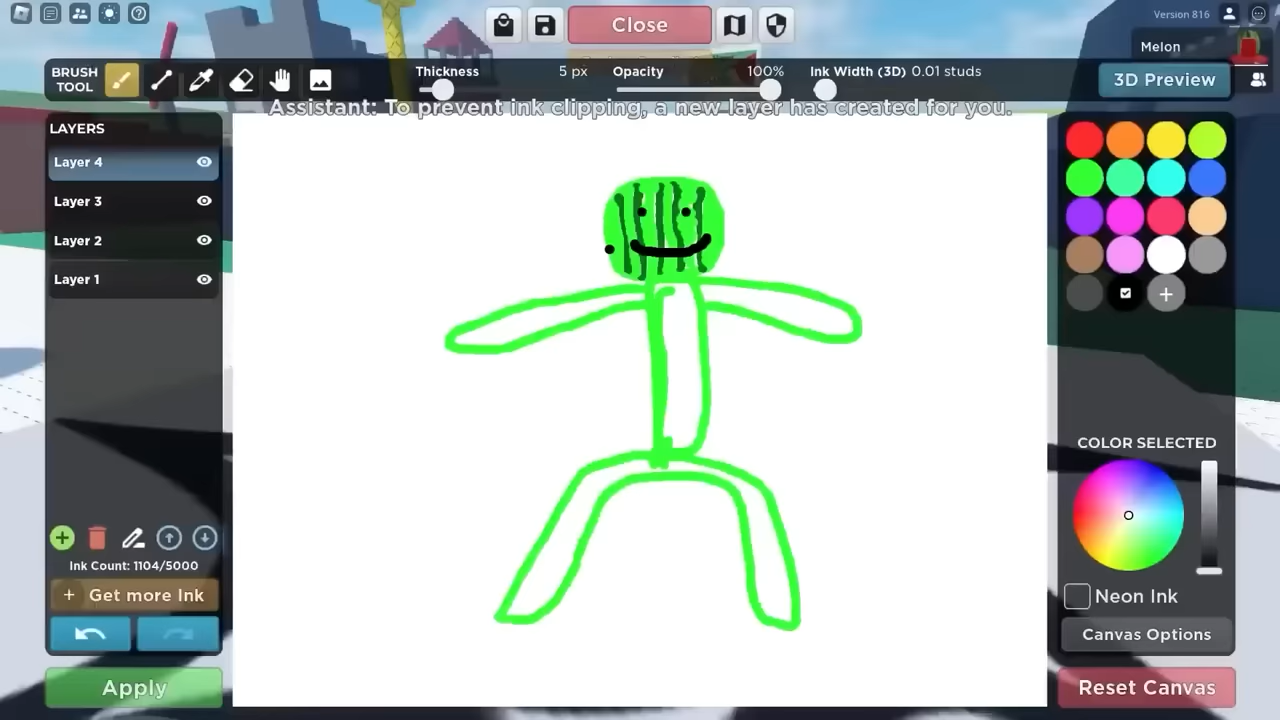 Version 816
Close
Melon
BRUSH
TOOL
Thickness
5 px
Opacity
100%
Ink Width (3D) 0.01 studs
3D Preview
Assistant: To prevent ink clipping, a new layer has created for you.
LAYERS
Layer 4
Layer 3
Layer 2
Layer 1
Ink Count: 1104/5000
+ Get more Ink
Apply
COLOR SELECTED
Neon Ink
Canvas Options
Reset Canvas